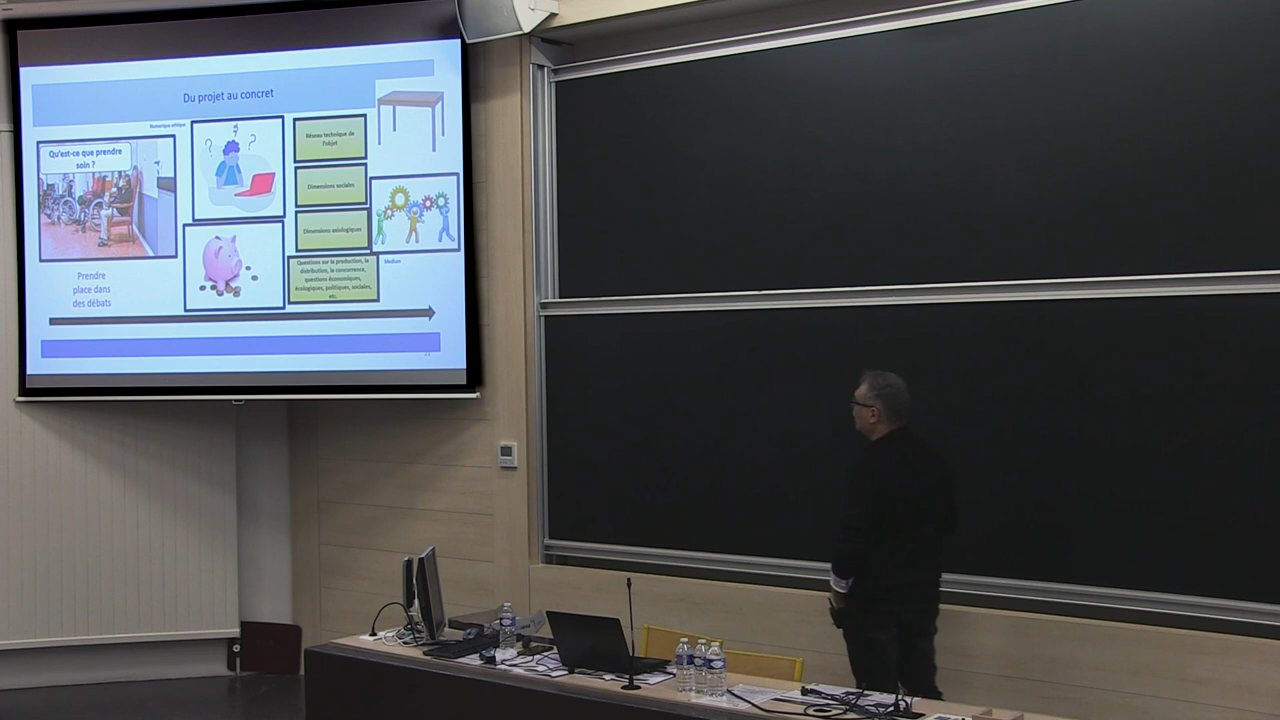 Du projet au concret
Numerique ethique
Qu'est-ce que prendre
soin ?
Réseau technique de
l'objet
Dimensions sociales
Dimensions axiologiques
Questions sur la production, la
distribution, la concurrence,
questions économiques,
écologiques, politiques, sociales,
etc.
Medium
Prendre
place dans
des débats